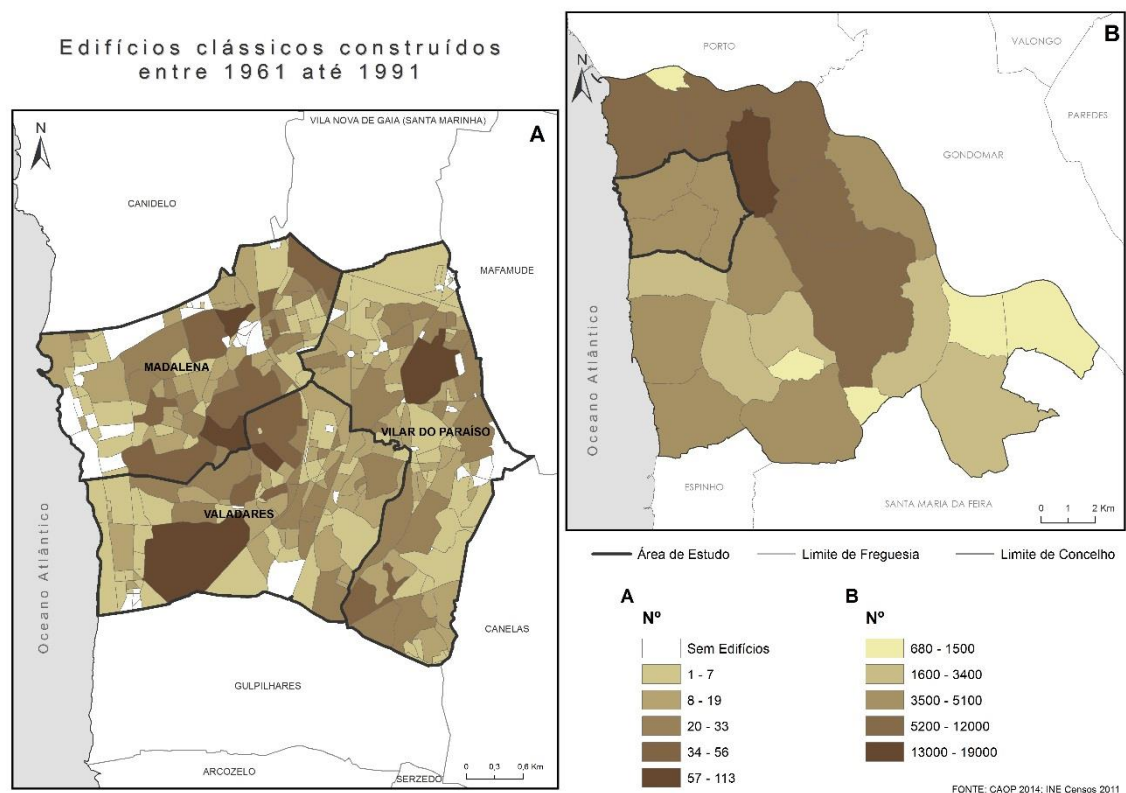 Edifícios clássicos construídos
entre 1961 até 1991
N
A
VILA NOVA DE GAIA (SANTA MARINHA)
CANIDELO
MAFAMUDE
MADALENA
VILAR DO PARAÍSO
VALADARES
Oceano Atlântico
CANELAS
GULPILHARES
ARCOZELO
SERZEDO
0 0,3 0,6 Km
B
N
PORTO
VALONGO
PAREDES
GONDOMAR
Oceano Atlântico
ESPINHO
SANTA MARIA DA FEIRA
0 1 2 Km
Área de Estudo Limite de Freguesia Limite de Concelho
A
Nº
Sem Edifícios
1 - 7
8 - 19
20 - 33
34 - 56
57 - 113
B
Nº
680 - 1500
1600 - 3400
3500 - 5100
5200 - 12000
13000 - 19000
FONTE: CAOP 2014; INE Censos 2011